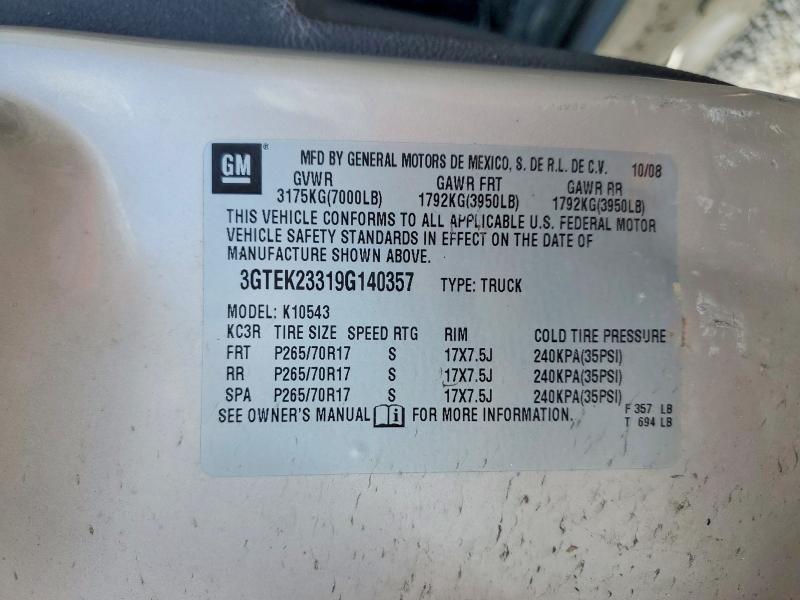 GM ® MFD BY GENERAL MOTORS DE MEXICO, S. DE R.L. DE C.V. 10/08
GVWR GAWR FRT GAWR RR
3175KG(7000LB) 1792KG(3950LB) 1792KG(3950LB)
THIS VEHICLE CONFORMS TO ALL APPLICABLE U.S. FEDERAL MOTOR
VEHICLE SAFETY STANDARDS IN EFFECT ON THE DATE OF
MANUFACTURE SHOWN ABOVE.
3GTEK23319G140357 TYPE: TRUCK
MODEL: K10543
KC3R TIRE SIZE SPEED RTG RIM COLD TIRE PRESSURE
FRT P265/70R17 S 17X7.5J 240KPA(35PSI)
RR P265/70R17 S 17X7.5J 240KPA(35PSI)
SPA P265/70R17 S 17X7.5J 240KPA(35PSI)
SEE OWNER'S MANUAL i FOR MORE INFORMATION. F 357 LB
T 694 LB